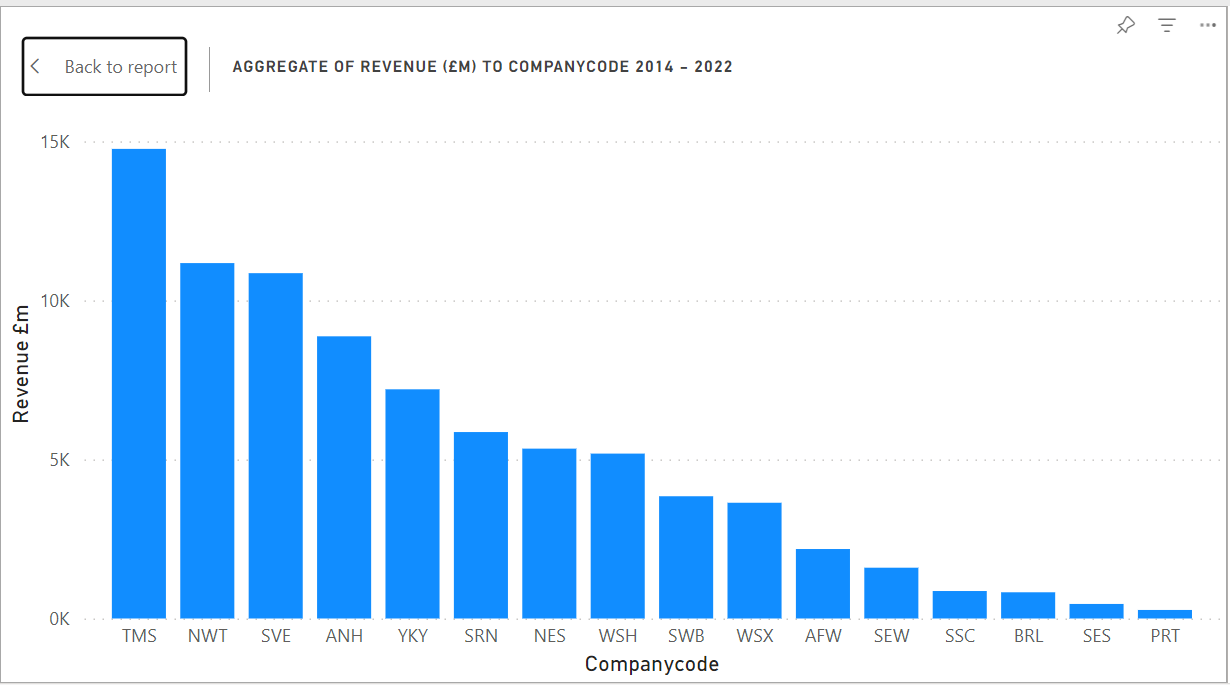 Back to report
AGGREGATE OF REVENUE (£M) TO COMPANYCODE 2014 – 2022
15K
10K
5K
0K
Revenue £m
TMS NWT SVE ANH YKY SRN NES WSH SWB WSX AFW SEW SSC BRL SES PRT
Companycode